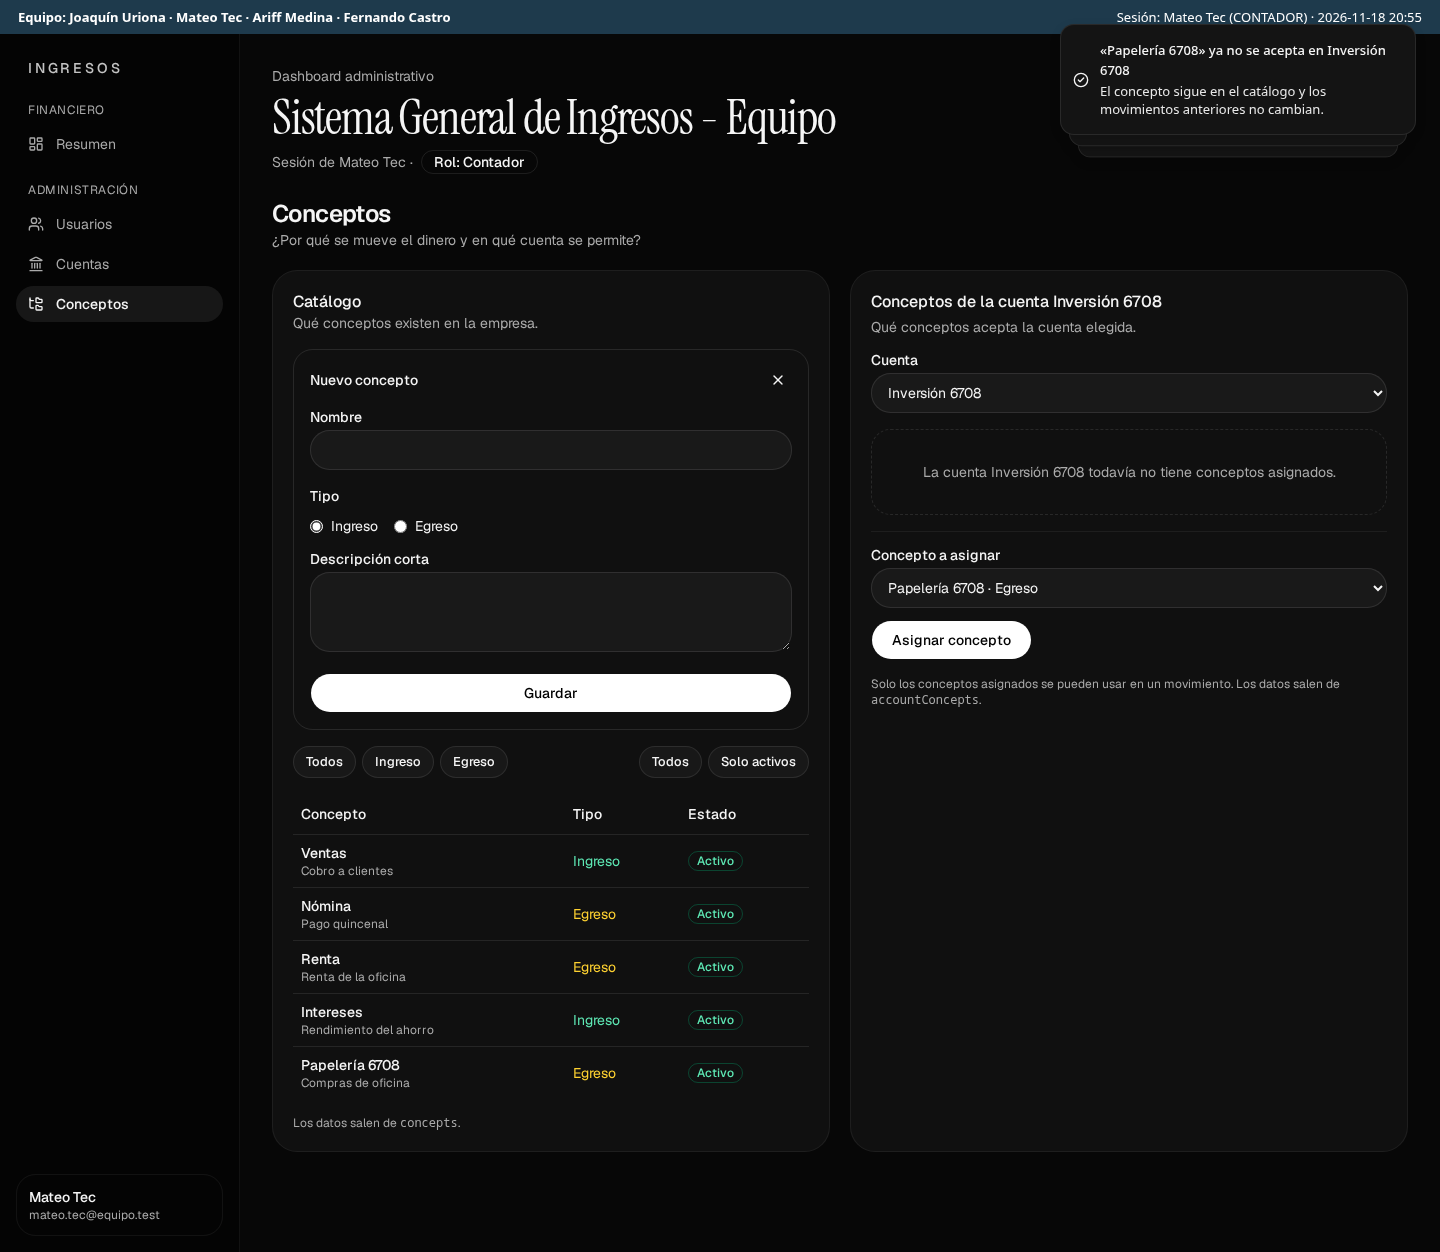 Equipo: Joaquín Uriona · Mateo Tec · Ariff Medina · Fernando Castro
Sesión: Mateo Tec (CONTADOR) · 2026-11-18 20:55
«Papelería 6708» ya no se acepta en Inversión
6708
El concepto sigue en el catálogo y los
movimientos anteriores no cambian.
INGRESOS
FINANCIERO
Resumen
ADMINISTRACIÓN
Usuarios
Cuentas
Conceptos
Mateo Tec
mateo.tec@equipo.test
Dashboard administrativo
Sistema General de Ingresos - Equipo
Sesión de Mateo Tec · Rol: Contador
Conceptos
¿Por qué se mueve el dinero y en qué cuenta se permite?
Catálogo
Qué conceptos existen en la empresa.
Nuevo concepto
Nombre
Tipo
Ingreso Egreso
Descripción corta
Guardar
Todos Ingreso Egreso Todos Solo activos
Concepto Tipo Estado
Ventas
Cobro a clientes
Ingreso Activo
Nómina
Pago quincenal
Egreso Activo
Renta
Renta de la oficina
Egreso Activo
Intereses
Rendimiento del ahorro
Ingreso Activo
Papelería 6708
Compras de oficina
Egreso Activo
Los datos salen de concepts.
Conceptos de la cuenta Inversión 6708
Qué conceptos acepta la cuenta elegida.
Cuenta
Inversión 6708
La cuenta Inversión 6708 todavía no tiene conceptos asignados.
Concepto a asignar
Papelería 6708 · Egreso
Asignar concepto
Solo los conceptos asignados se pueden usar en un movimiento. Los datos salen de
accountConcepts.